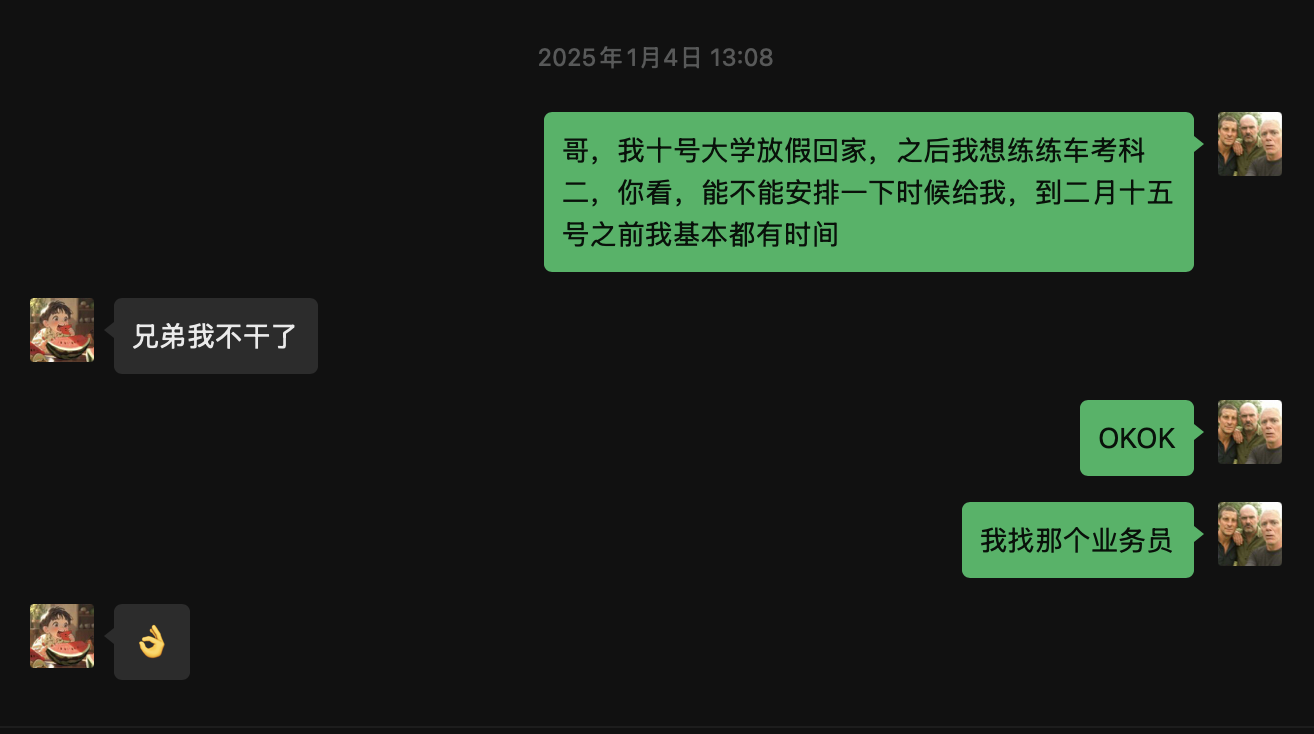 2025年1月4日 13:08
哥，我十号大学放假回家，之后我想练练车考科
二，你看，能不能安排一下时候给我，到二月十五
号之前我基本都有时间
兄弟我不干了
OKOK
我找那个业务员
👌